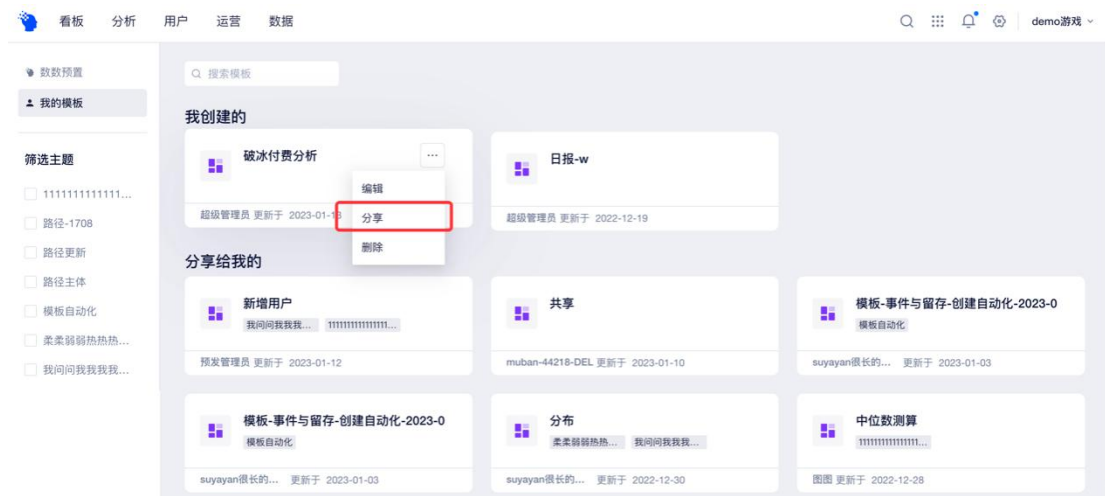 看板 分析 用户 运营 数据 demo游戏
数数预置
我的模板
筛选主题
1111111111111...
路径-1708
路径更新
路径主体
模板自动化
柔柔弱弱热热热...
我问问我我我我...
搜索模板
我创建的
破冰付费分析 ...
超级管理员 更新于 2023-01-13
编辑
分享
删除
日报-w
超级管理员 更新于 2022-12-19
分享给我的
新增用户
我问问我我我... 1111111111111111...
预发管理员 更新于 2023-01-12
共享
muban-44218-DEL 更新于 2023-01-10
模板-事件与留存-创建自动化-2023-0
模板自动化
suyayan很长的... 更新于 2023-01-03
模板-事件与留存-创建自动化-2023-0
模板自动化
suyayan很长的... 更新于 2023-01-03
分布
柔柔弱弱热热... 我问问我我我...
suyayan很长的... 更新于 2022-12-30
中位数测算
1111111111111111...
图图 更新于 2022-12-28